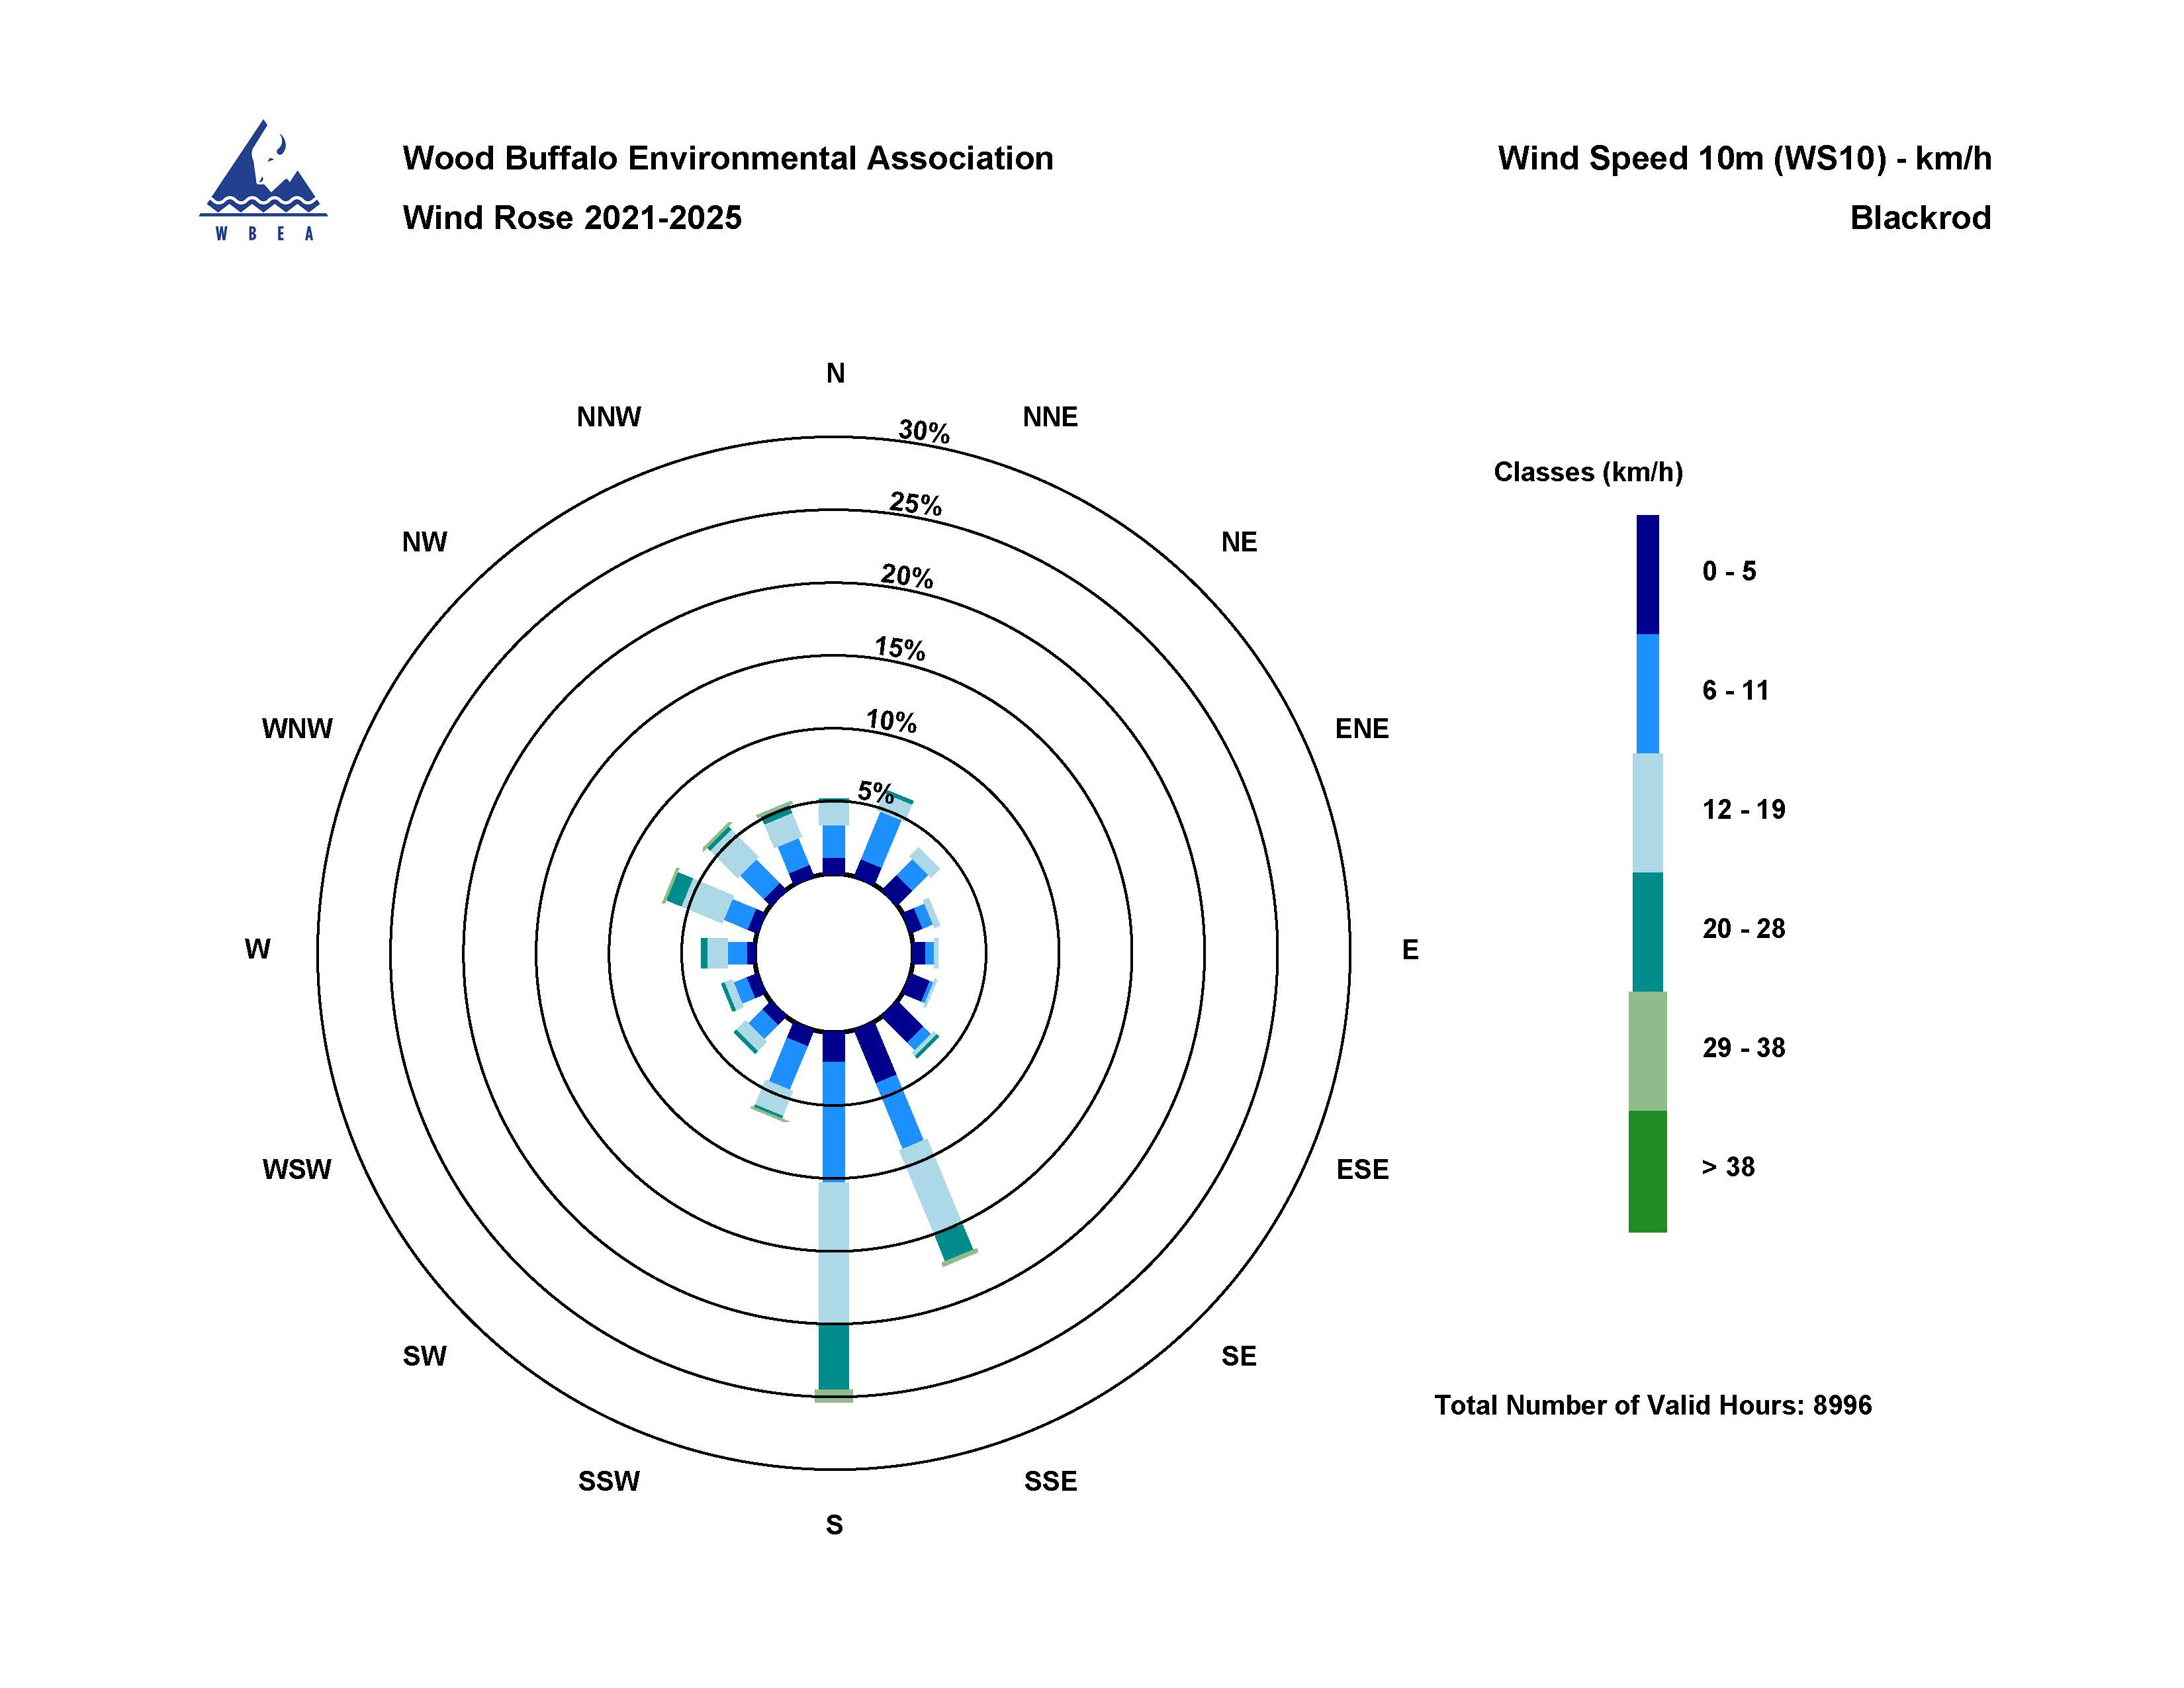 Wood Buffalo Environmental Association
Wind Rose 2021-2025
Wind Speed 10m (WS10) - km/h
Blackrod
W B E A
N
NNW
NNE
30%
25%
NW
NE
20%
15%
10%
WNW
ENE
5%
W
E
WSW
ESE
SW
SE
SSW
SSE
S
Classes (km/h)
0 - 5
6 - 11
12 - 19
20 - 28
29 - 38
> 38
Total Number of Valid Hours: 8996